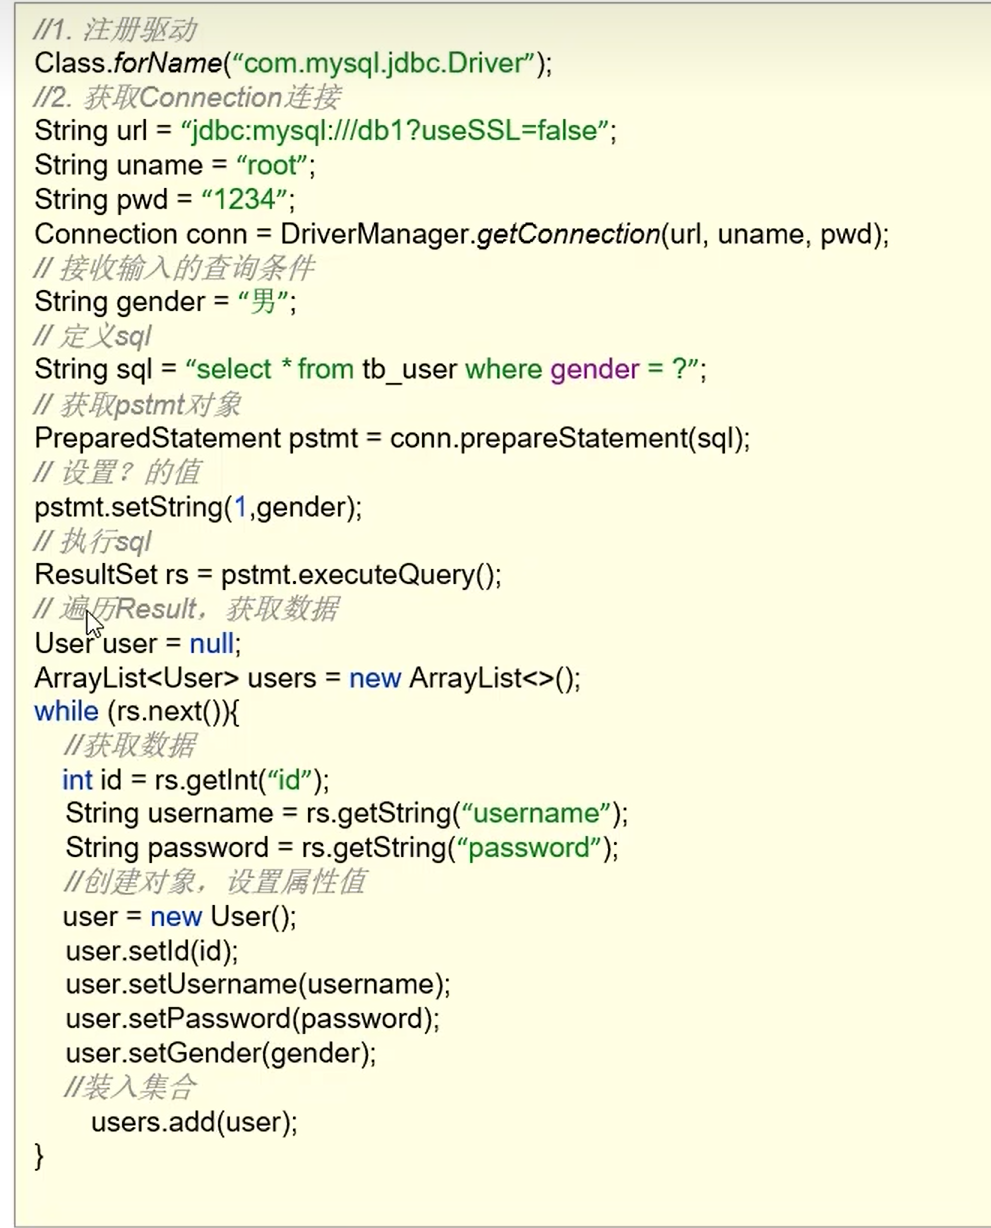 //1. 注册驱动
Class.forName(“com.mysql.jdbc.Driver”);
//2. 获取Connection连接
String url = “jdbc:mysql:///db1?useSSL=false”;
String uname = “root”;
String pwd = “1234”;
Connection conn = DriverManager.getConnection(url, uname, pwd);
// 接收输入的查询条件
String gender = “男”;
// 定义sql
String sql = “select * from tb_user where gender = ?”;
// 获取pstmt对象
PreparedStatement pstmt = conn.prepareStatement(sql);
// 设置？的值
pstmt.setString(1,gender);
// 执行sql
ResultSet rs = pstmt.executeQuery();
// 遍历Result，获取数据
User user = null;
ArrayList<User> users = new ArrayList<>();
while (rs.next()){
//获取数据
int id = rs.getInt(“id”);
String username = rs.getString(“username”);
String password = rs.getString(“password”);
//创建对象，设置属性值
user = new User();
user.setId(id);
user.setUsername(username);
user.setPassword(password);
user.setGender(gender);
//装入集合
users.add(user);
}